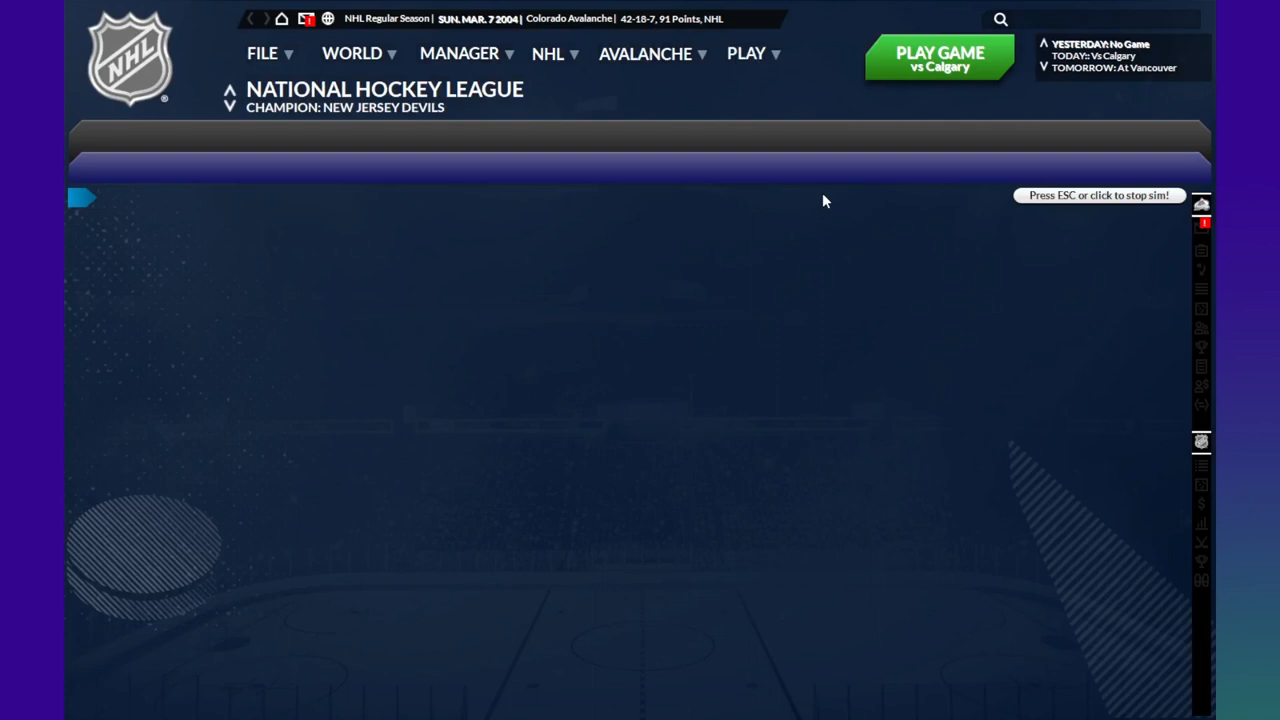 NHL Regular Season | SUN. MAR. 7 2004 | Colorado Avalanche | 42-18-7, 91 Points, NHL
FILE WORLD MANAGER NHL AVALANCHE PLAY
PLAY GAME
vs Calgary
YESTERDAY: No Game
TODAY:: Vs Calgary
TOMORROW: At Vancouver
NHL
NATIONAL HOCKEY LEAGUE
CHAMPION: NEW JERSEY DEVILS
Press ESC or click to stop sim!